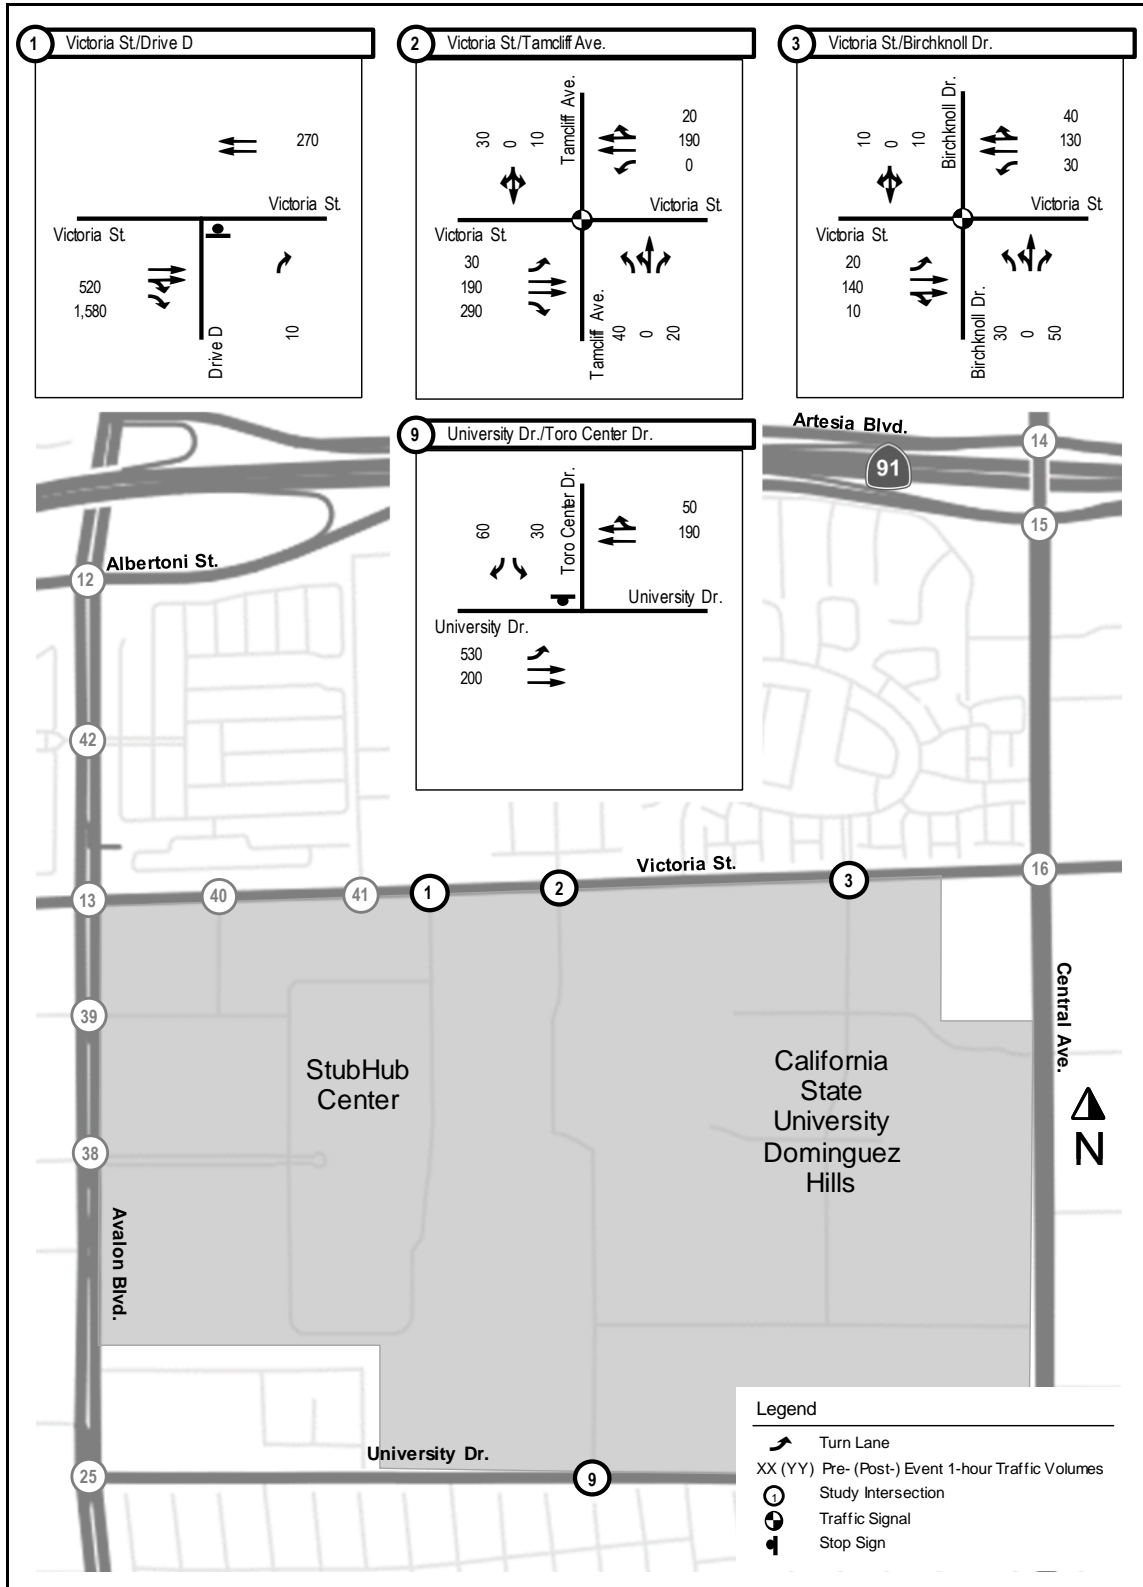 1 Victoria St./Drive D
270
Victoria St.
Victoria St.
520
1,580
Drive D
10
2 Victoria St./Tamcliff Ave.
30
0
10
Tamcliff Ave.
20
190
0
Victoria St.
Victoria St.
30
190
290
Tamcliff Ave.
40
0
20
3 Victoria St./Birchknoll Dr.
10
0
10
Birchknoll Dr.
40
130
30
Victoria St.
Victoria St.
20
140
10
Birchknoll Dr.
30
0
50
9 University Dr./Toro Center Dr.
60
30
Toro Center Dr.
50
190
University Dr.
University Dr.
530
200
Artesia Blvd.
91
14
15
Albertoni St.
12
42
Victoria St.
13
40
41
1
2
3
16
39
StubHub
Center
California
State
University
Dominguez
Hills
Central Ave.
N
38
Avalon Blvd.
University Dr.
25
9
Legend
Turn Lane
XX (YY) Pre- (Post-) Event 1-hour Traffic Volumes
1 Study Intersection
Traffic Signal
Stop Sign